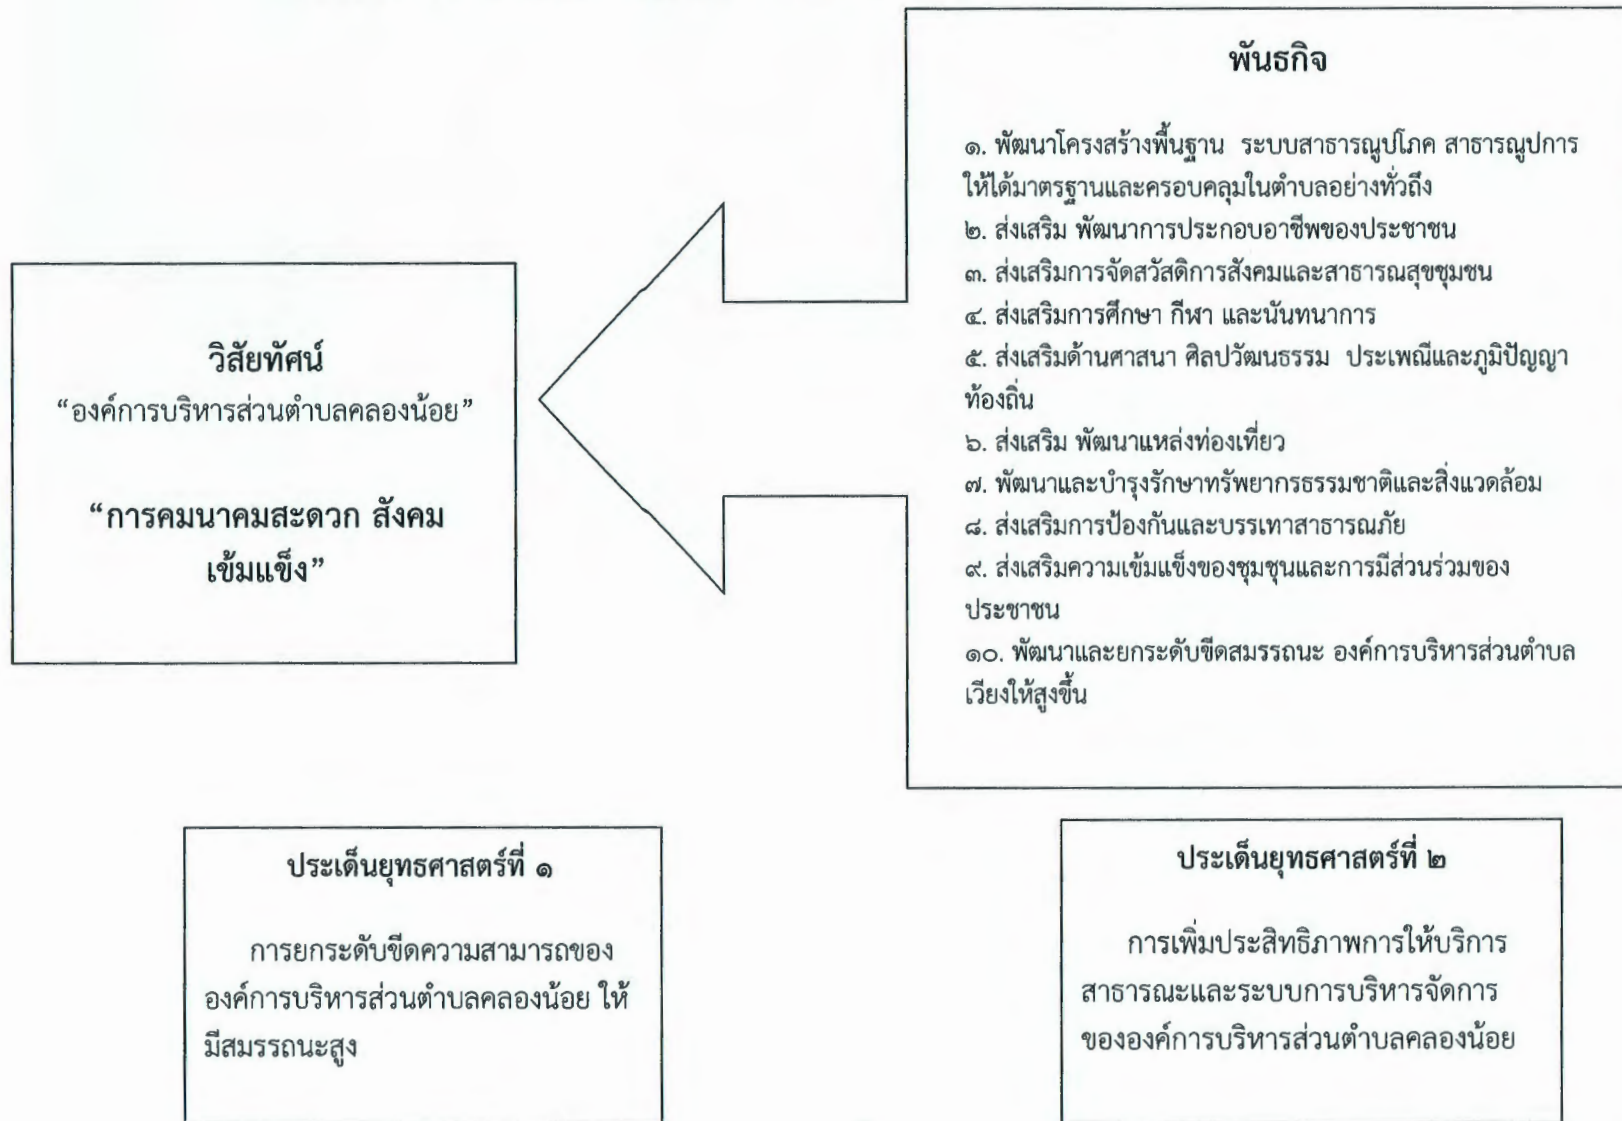 วิสัยทัศน์
“องค์การบริหารส่วนตำบลคลองน้อย”
“การคมนาคมสะดวก สังคม
เข้มแข็ง”
พันธกิจ
๑. พัฒนาโครงสร้างพื้นฐาน ระบบสาธารณูปโภค สาธารณูปการ
ให้ได้มาตรฐานและครอบคลุมในตำบลอย่างทั่วถึง
๒. ส่งเสริม พัฒนาการประกอบอาชีพของประชาชน
๓. ส่งเสริมการจัดสวัสดิการสังคมและสาธารณสุขชุมชน
๔. ส่งเสริมการศึกษา กีฬา และนันทนาการ
๕. ส่งเสริมด้านศาสนา ศิลปวัฒนธรรม ประเพณีและภูมิปัญญา
ท้องถิ่น
๖. ส่งเสริม พัฒนาแหล่งท่องเที่ยว
๗. พัฒนาและบำรุงรักษาทรัพยากรธรรมชาติและสิ่งแวดล้อม
๘. ส่งเสริมการป้องกันและบรรเทาสาธารณภัย
๙. ส่งเสริมความเข้มแข็งของชุมชุนและการมีส่วนร่วมของ
ประชาชน
๑๐. พัฒนาและยกระดับขีดสมรรถนะ องค์การบริหารส่วนตำบล
เวียงให้สูงขึ้น
ประเด็นยุทธศาสตร์ที่ ๑
การยกระดับขีดความสามารถของ
องค์การบริหารส่วนตำบลคลองน้อย ให้
มีสมรรถนะสูง
ประเด็นยุทธศาสตร์ที่ ๒
การเพิ่มประสิทธิภาพการให้บริการ
สาธารณะและระบบการบริหารจัดการ
ขององค์การบริหารส่วนตำบลคลองน้อย